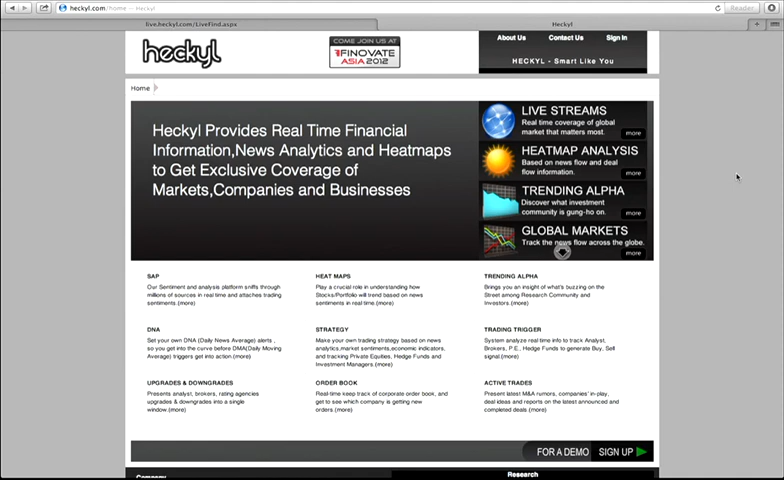 heckyl.com/home — Heckyl
Reader
live.heckyl.com/LiveFind.aspx
Heckyl
heckyl
COME JOIN US AT
FINOVATE
ASIA 2012
About Us
Contact Us
Sign In
HECKYL - Smart Like You
Home
Heckyl Provides Real Time Financial
Information,News Analytics and Heatmaps
to Get Exclusive Coverage of
Markets,Companies and Businesses
LIVE STREAMS
Real time coverage of global
market that matters most.
more
HEATMAP ANALYSIS
Based on news flow and deal
flow information.
more
TRENDING ALPHA
Discover what investment
community is gung-ho on.
more
GLOBAL MARKETS
Track the news flow across the globe.
more
SAP
Our Sentiment and analysis platform sniffs through
millions of sources in real time and attaches trading
sentiments.(more)
HEAT MAPS
Play a crucial role in understanding how
Stocks/Portfolio will trend based on news
sentiments in real time.(more)
TRENDING ALPHA
Brings you an insight of what's buzzing on the
Street among Research Community and
Investors.(more)
DNA
Set your own DNA (Daily News Average) alerts ,
so you get into the curve before DMA(Daily Moving
Average) triggers get into action (more)
STRATEGY
Make your own trading strategy based on news
analytics,market sentiments,economic indicators,
and tracking Private Equities, Hedge Funds and
Investment Managers.(more)
TRADING TRIGGER
System analyze real time info to track Analyst,
Brokers, P.E., Hedge Funds to generate Buy, Sell
signal.(more)
UPGRADES & DOWNGRADES
Presents analyst, brokers, rating agencies
upgrades & downgrades into a single
window.(more)
ORDER BOOK
Real-time keep track of corporate order book, and
get to see which company is getting new
orders.(more)
ACTIVE TRADES
Present latest M&A rumors, companies' in-play,
deal ideas and reports on the latest announced and
completed deals.(more)
FOR A DEMO
SIGN UP
Company
Research